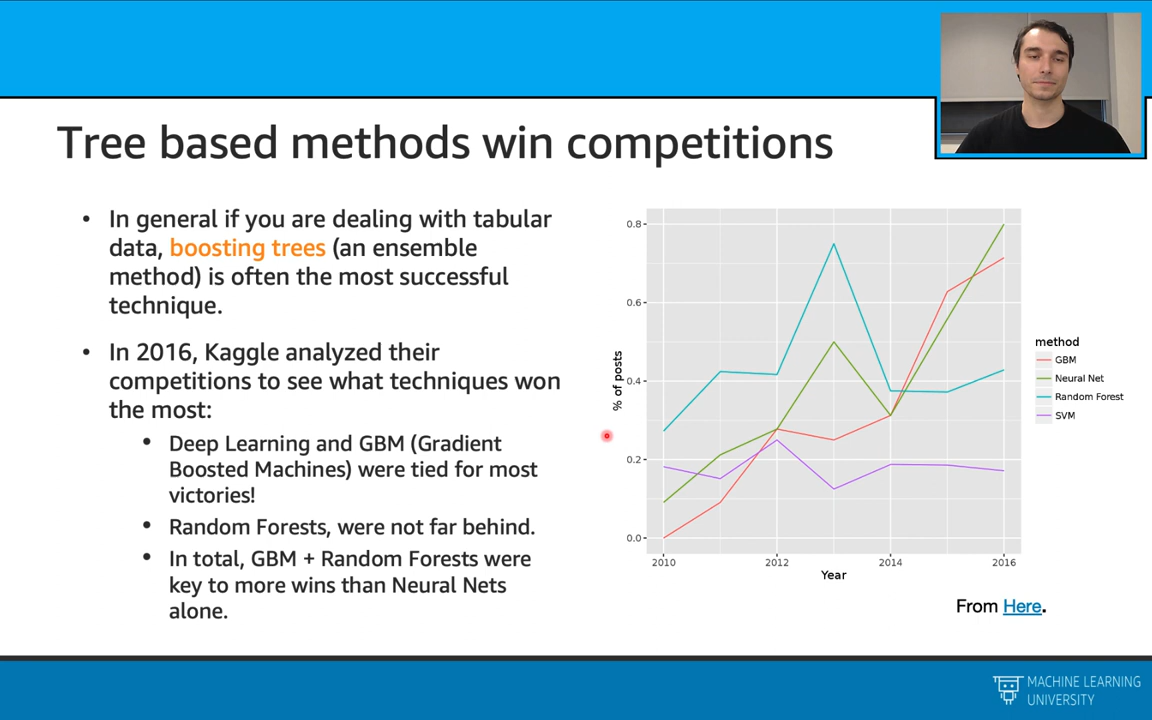 Tree based methods win competitions
• In general if you are dealing with tabular
data, boosting trees (an ensemble
method) is often the most successful
technique.
• In 2016, Kaggle analyzed their
competitions to see what techniques won
the most:
• Deep Learning and GBM (Gradient
Boosted Machines) were tied for most
victories!
• Random Forests, were not far behind.
• In total, GBM + Random Forests were
key to more wins than Neural Nets
alone.
% of posts
0.8
0.6
0.4
0.2
0.0
2010 2012 2014 2016
Year
method
GBM
Neural Net
Random Forest
SVM
From Here.
MACHINE LEARNING
UNIVERSITY